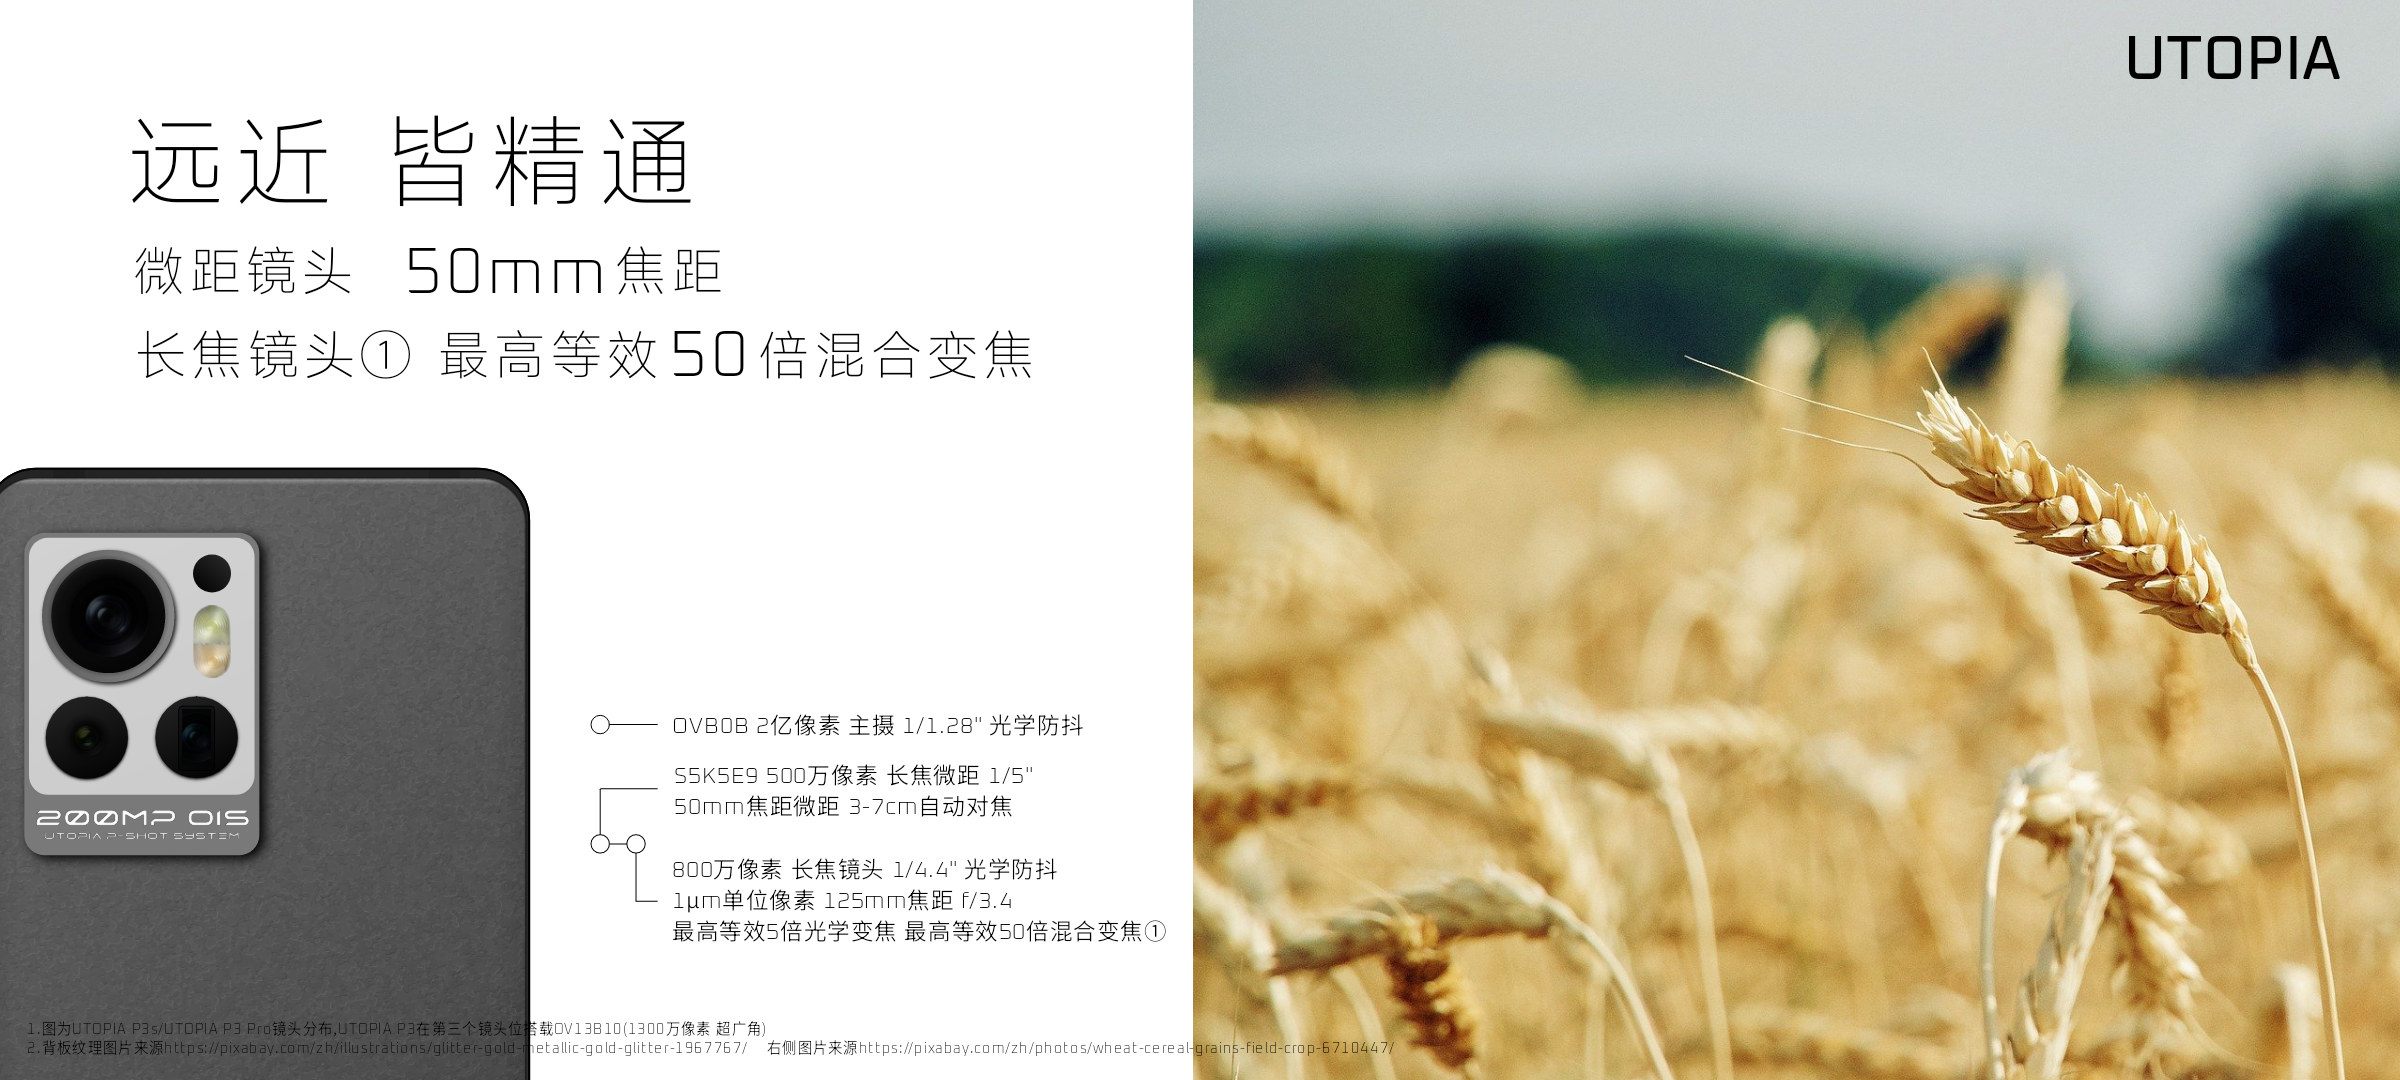 UTOPIA
远近 皆精通
微距镜头 50mm焦距
长焦镜头① 最高等效50倍混合变焦
200MP OIS
UTOPIA P-SHOT SYSTEM
OVB0B 2亿像素 主摄 1/1.28" 光学防抖
S5K5E9 500万像素 长焦微距 1/5"
50mm焦距微距 3-7cm自动对焦
800万像素 长焦镜头 1/4.4" 光学防抖
1μm单位像素 125mm焦距 f/3.4
最高等效5倍光学变焦 最高等效50倍混合变焦①
1.图为UTOPIA P3s/UTOPIA P3 Pro镜头分布,UTOPIA P3在第三个镜头位搭载OV13B10(1300万像素 超广角)
2.背板纹理图片来源https://pixabay.com/zh/illustrations/glitter-gold-metallic-gold-glitter-1967767/ 右侧图片来源https://pixabay.com/zh/photos/wheat-cereal-grains-field-crop-6710447/